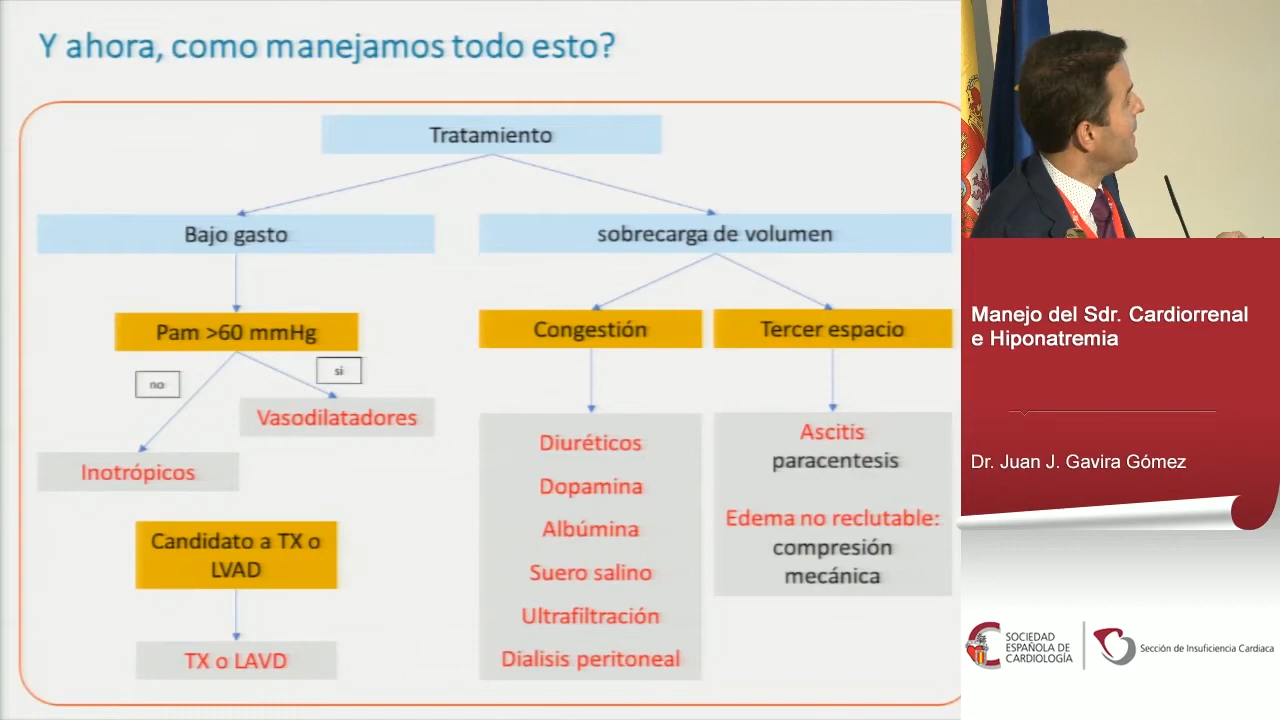 Y ahora, como manejamos todo esto?
Tratamiento
Bajo gasto
sobrecarga de volumen
Pam >60 mmHg
Congestión
Tercer espacio
no
si
Vasodilatadores
Inotrópicos
Candidato a TX o
LVAD
TX o LAVD
Diuréticos
Dopamina
Albúmina
Suero salino
Ultrafiltración
Dialisis peritoneal
Ascitis
paracentesis
Edema no reclutable:
compresión
mecánica
Manejo del Sdr. Cardiorrenal
e Hiponatremia
Dr. Juan J. Gavira Gómez
SOCIEDAD
ESPAÑOLA DE
CARDIOLOGÍA
Sección de Insuficiencia Cardiaca